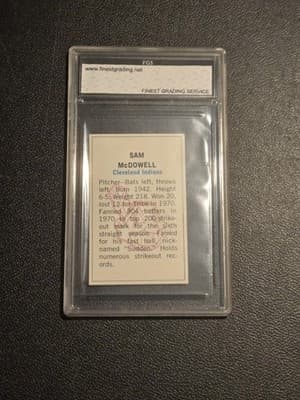 FGS
www.finestgrading.net
FINEST GRADING SERVICE
SAM
McDOWELL
Cleveland Indians
Pitcher—Bats left, throws
left. Born 1942. Height
6-5. Weight 218. Won 20,
lost 12 for Tribe in 1970.
Fanned 304 batters in
1970 to top 200 strike-
out mark for the sixth
straight season. Famed
for his fast ball, nick-
named "Sudden." Holds
numerous strikeout rec-
ords.